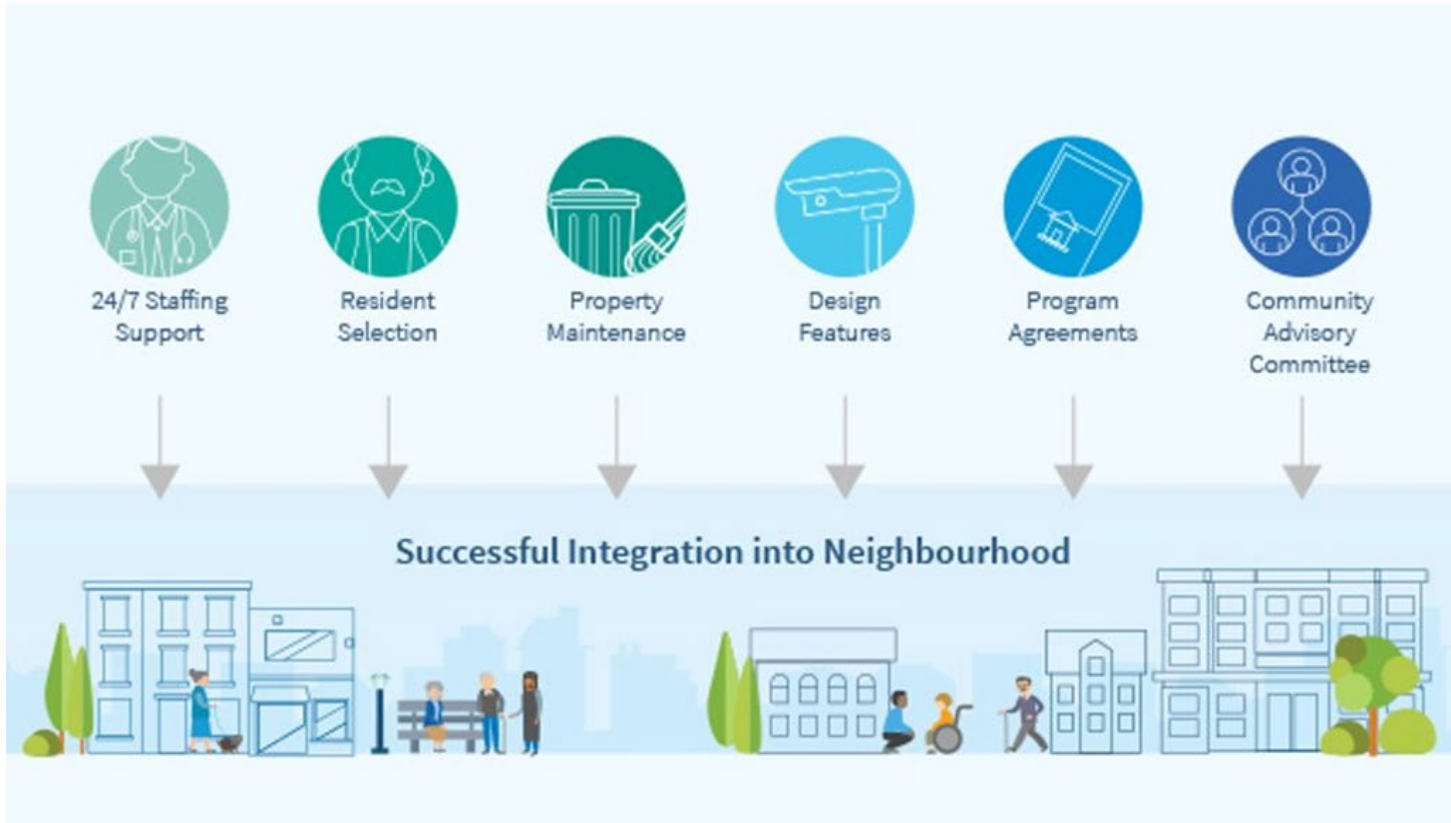 24/7 Staffing
Support
Resident
Selection
Property
Maintenance
Design
Features
Program
Agreements
Community
Advisory
Committee
Successful Integration into Neighbourhood